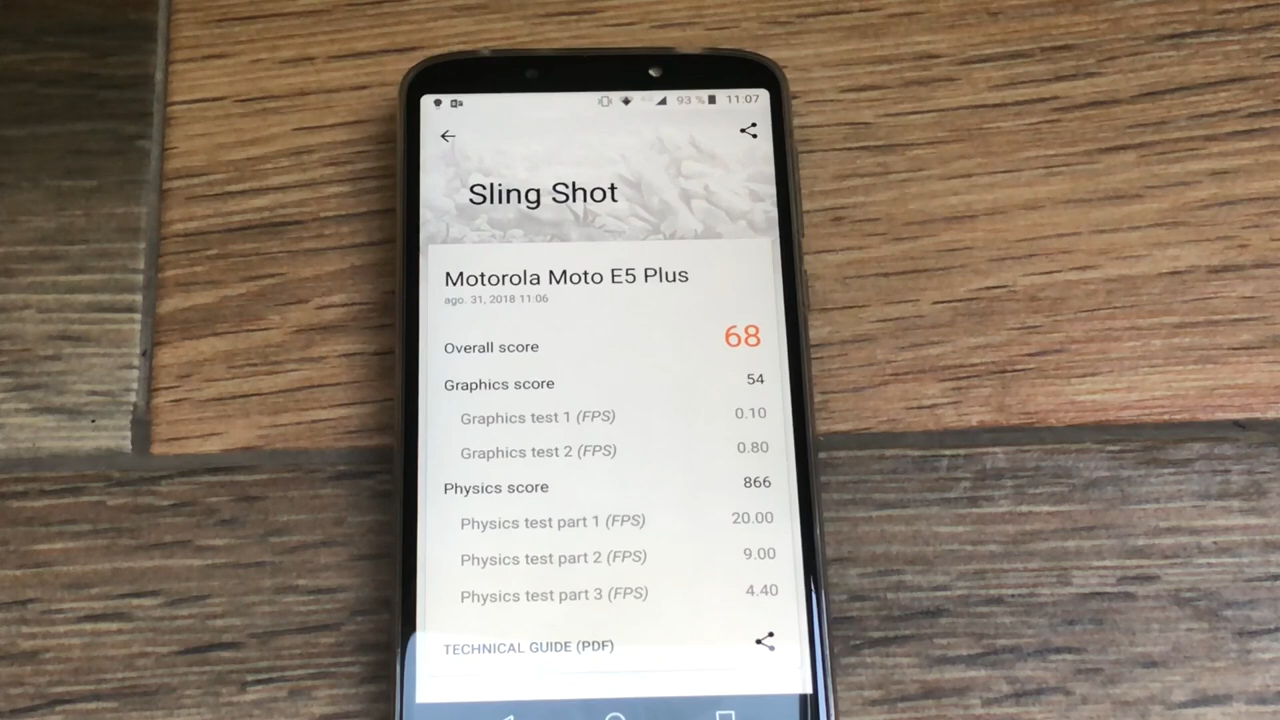 93 % 11:07
Sling Shot
Motorola Moto E5 Plus
ago. 31, 2018 11:06
Overall score 68
Graphics score 54
Graphics test 1 (FPS) 0.10
Graphics test 2 (FPS) 0.80
Physics score 866
Physics test part 1 (FPS) 20.00
Physics test part 2 (FPS) 9.00
Physics test part 3 (FPS) 4.40
TECHNICAL GUIDE (PDF)